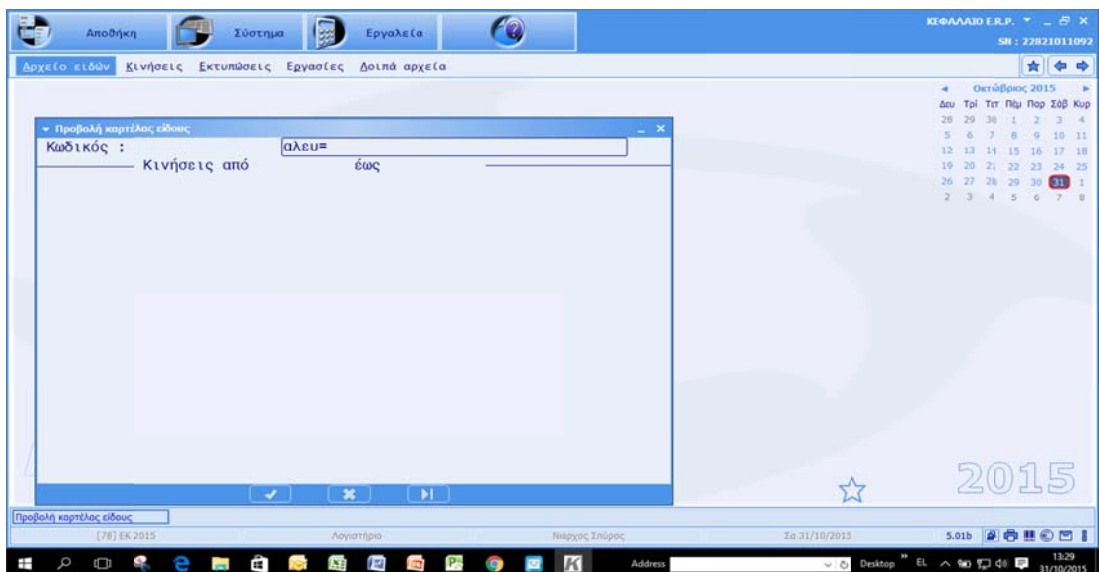 Αποθήκη Σύστημα Εργαλεία
ΚΕΦΑΛΑΙΟ E.R.P.
SN : 22821011092
Αρχείο ειδών Κινήσεις Εκτυπώσεις Εργασίες Λοιπά αρχεία
Οκτώβριος 2015
Δευ Τρί Τετ Πέμ Παρ Σάβ Κυρ
28 29 30 1 2 3 4
5 6 7 8 9 10 11
12 13 14 15 16 17 18
19 20 21 22 23 24 25
26 27 28 29 30 31 1
2 3 4 5 6 7 8
Προβολή καρτέλας είδους
Κωδικός : αλευ=
Κινήσεις από έως
2015
Προβολή καρτέλας είδους
[78] ΕΚ 2015 Λογιστήριο Νιαρχος Σπύρος Σα 31/10/2015 5.01b
Address Desktop EL 13:29
31/10/2015